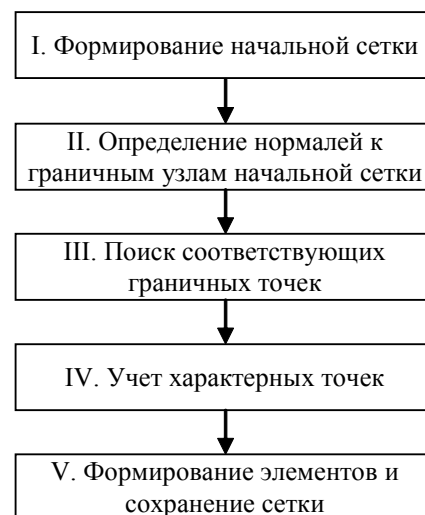 I. Формирование начальной сетки
II. Определение нормалей к
граничным узлам начальной сетки
III. Поиск соответствующих
граничных точек
IV. Учет характерных точек
V. Формирование элементов и
сохранение сетки